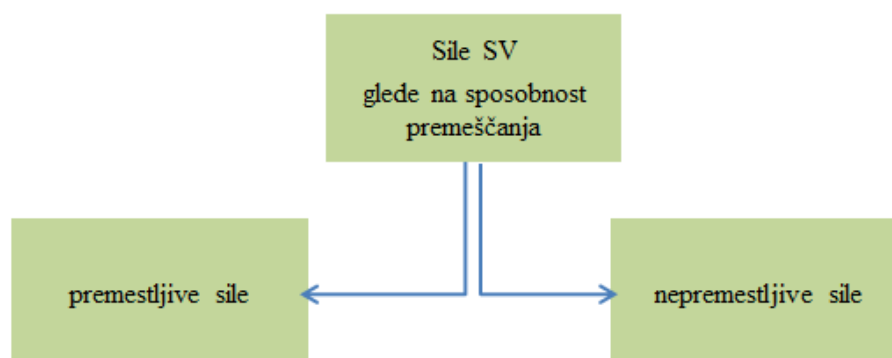 Sile SV
glede na sposobnost
premeščanja
premestljive sile
nepremestljive sile